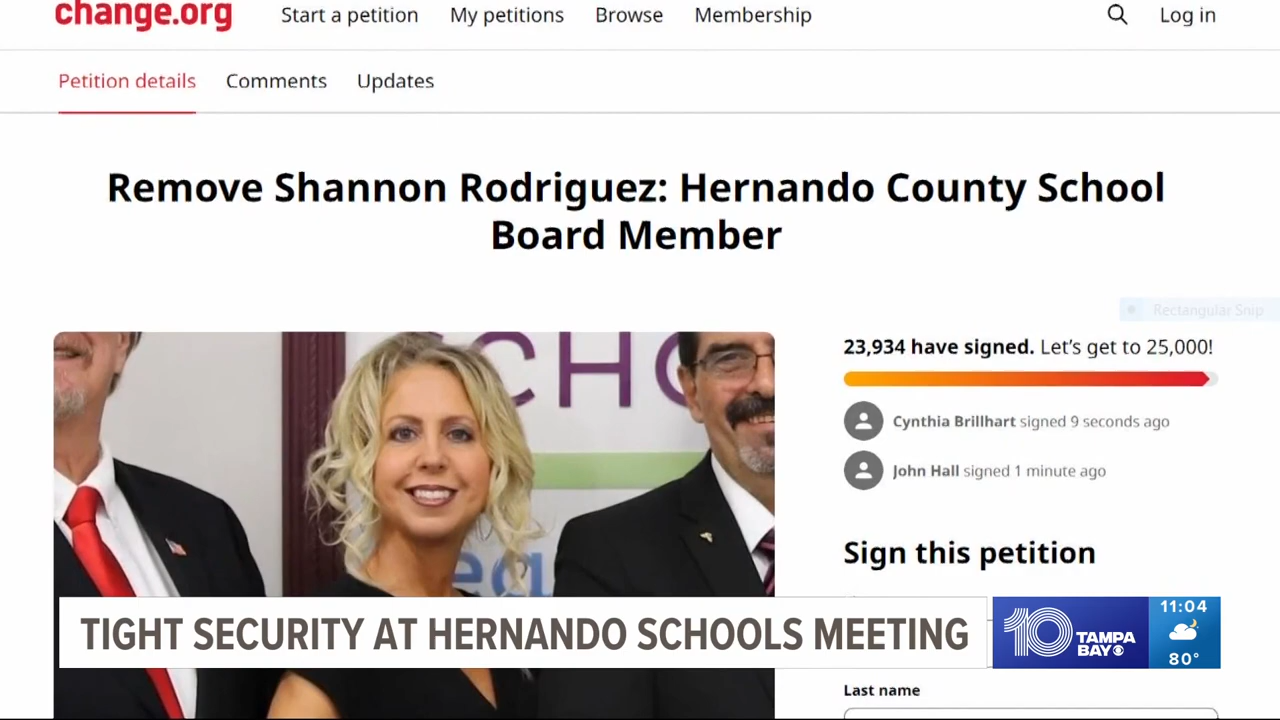 change.org
Start a petition
My petitions
Browse
Membership
Log in
Petition details
Comments
Updates
Remove Shannon Rodriguez: Hernando County School
Board Member
Rectangular Snip
23,934 have signed. Let's get to 25,000!
Cynthia Brillhart signed 9 seconds ago
John Hall signed 1 minute ago
Sign this petition
TIGHT SECURITY AT HERNANDO SCHOOLS MEETING
10
TAMPA
BAY
11:04
80°
Last name